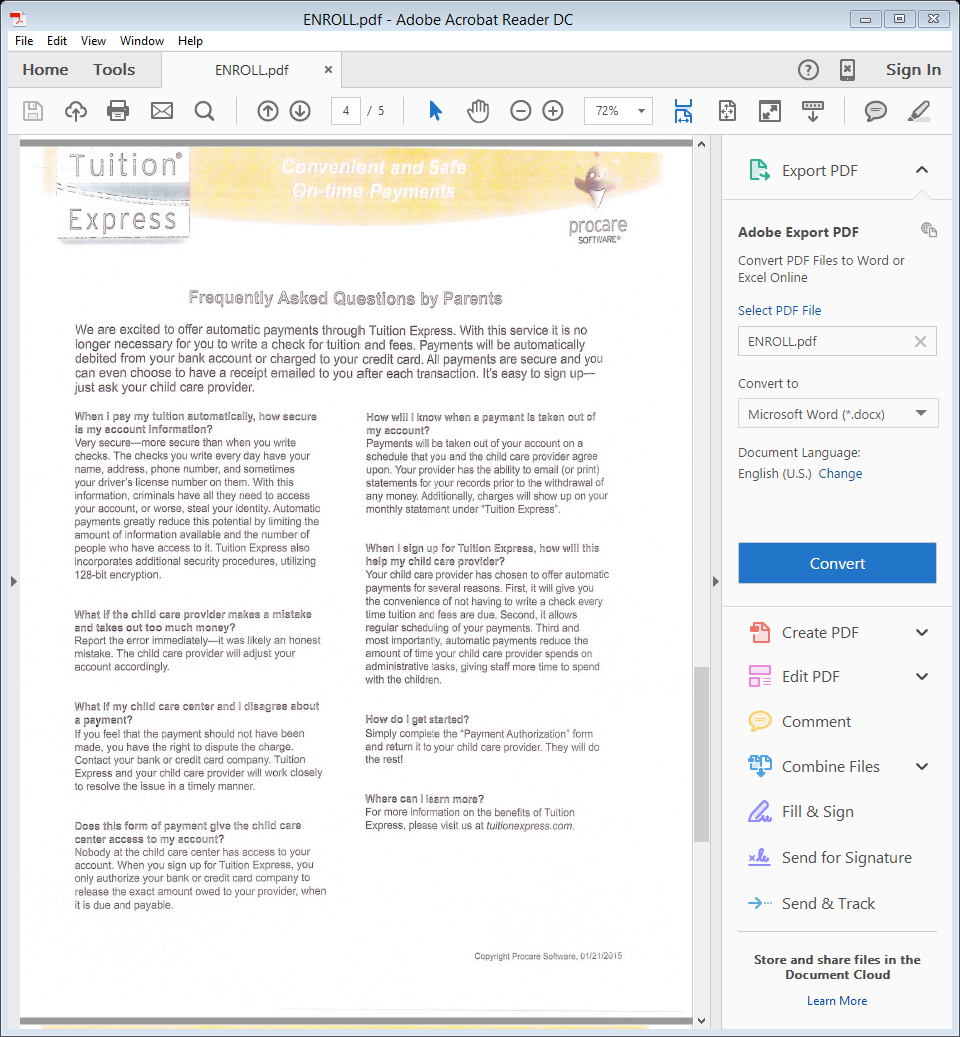 ENROLL.pdf - Adobe Acrobat Reader DC
File Edit View Window Help
Home Tools ENROLL.pdf × Sign In
4 / 5 72%
Tuition®
Express
Convenient and Safe
On-time Payments
procare
SOFTWARE®
Frequently Asked Questions by Parents
We are excited to offer automatic payments through Tuition Express. With this service it is no
longer necessary for you to write a check for tuition and fees. Payments will be automatically
debited from your bank account or charged to your credit card. All payments are secure and you
can even choose to have a receipt emailed to you after each transaction. It's easy to sign up—
just ask your child care provider.
When I pay my tuition automatically, how secure
is my account information?
Very secure—more secure than when you write
checks. The checks you write every day have your
name, address, phone number, and sometimes
your driver's license number on them. With this
information, criminals have all they need to access
your account, or worse, steal your identity. Automatic
payments greatly reduce this potential by limiting the
amount of information available and the number of
people who have access to it. Tuition Express also
incorporates additional security procedures, utilizing
128-bit encryption.
What if the child care provider makes a mistake
and takes out too much money?
Report the error immediately—it was likely an honest
mistake. The child care provider will adjust your
account accordingly.
What if my child care center and I disagree about
a payment?
If you feel that the payment should not have been
made, you have the right to dispute the charge.
Contact your bank or credit card company. Tuition
Express and your child care provider will work closely
to resolve the issue in a timely manner.
Does this form of payment give the child care
center access to my account?
Nobody at the child care center has access to your
account. When you sign up for Tuition Express, you
only authorize your bank or credit card company to
release the exact amount owed to your provider, when
it is due and payable.
How will I know when a payment is taken out of
my account?
Payments will be taken out of your account on a
schedule that you and the child care provider agree
upon. Your provider has the ability to email (or print)
statements for your records prior to the withdrawal of
any money. Additionally, charges will show up on your
monthly statement under "Tuition Express".
When I sign up for Tuition Express, how will this
help my child care provider?
Your child care provider has chosen to offer automatic
payments for several reasons. First, it will give you
the convenience of not having to write a check every
time tuition and fees are due. Second, it allows
regular scheduling of your payments. Third and
most importantly, automatic payments reduce the
amount of time your child care provider spends on
administrative tasks, giving staff more time to spend
with the children.
How do I get started?
Simply complete the "Payment Authorization" form
and return it to your child care provider. They will do
the rest!
Where can I learn more?
For more information on the benefits of Tuition
Express, please visit us at tuitionexpress.com.
Copyright Procare Software, 01/21/2015
Export PDF
Adobe Export PDF
Convert PDF Files to Word or
Excel Online
Select PDF File
ENROLL.pdf
Convert to
Microsoft Word (*.docx)
Document Language:
English (U.S.) Change
Convert
Create PDF
Edit PDF
Comment
Combine Files
Fill & Sign
Send for Signature
Send & Track
Store and share files in the
Document Cloud
Learn More